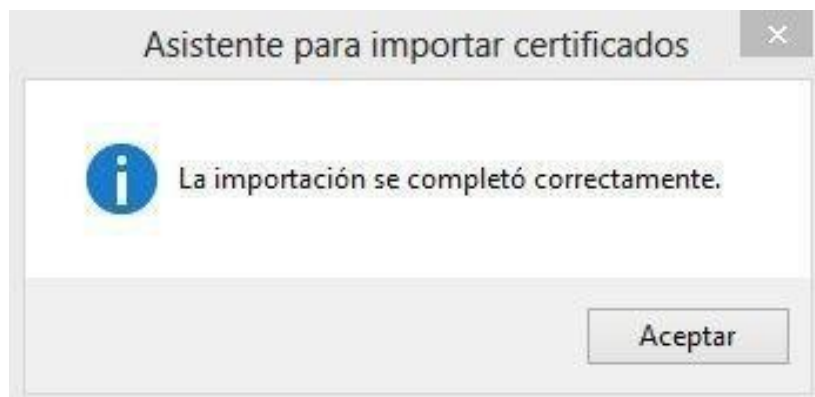 Asistente para importar certificados
La importación se completó correctamente.
Aceptar